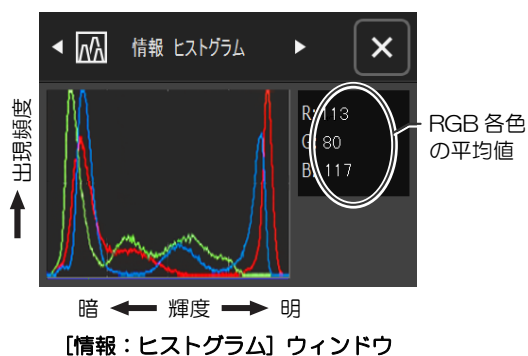 情報 ヒストグラム
R: 113
G: 80
B: 117
RGB 各色
の平均値
出現頻度
暗 輝度 明
［情報：ヒストグラム］ウィンドウ